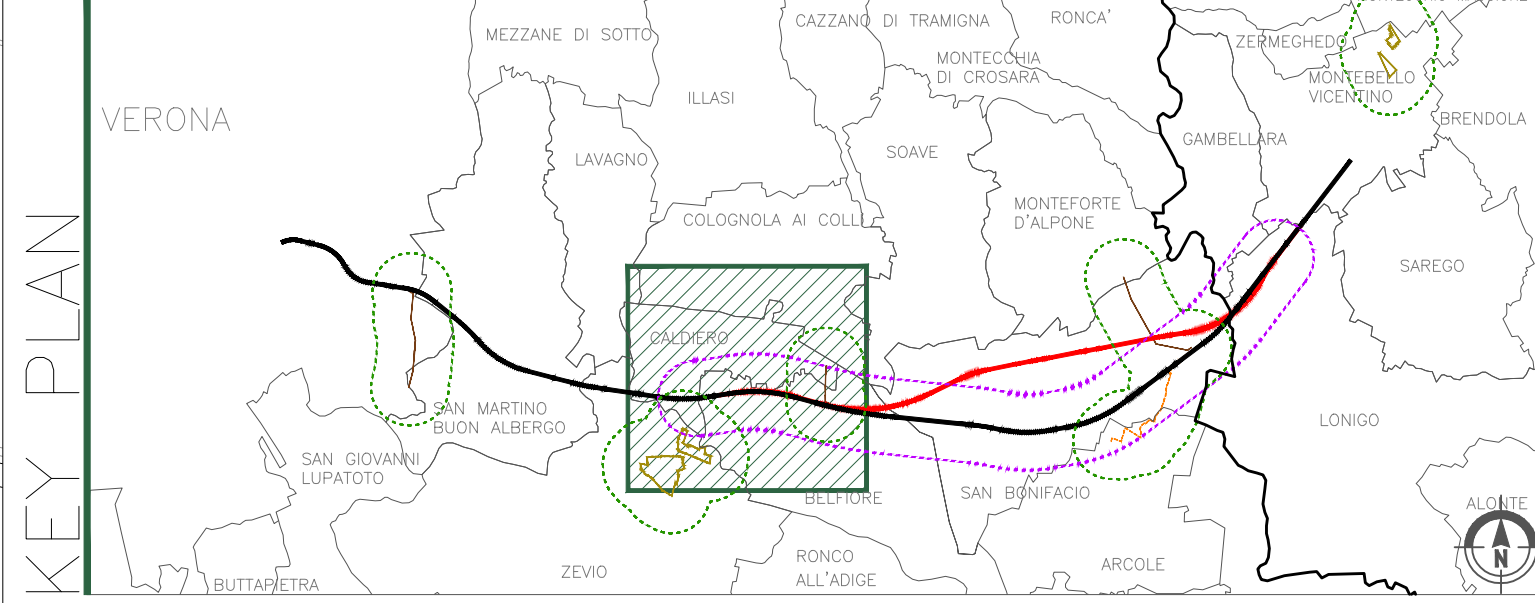 KEY PLAN
VERONA
MEZZANE DI SOTTO
CAZZANO DI TRAMIGNA
RONCA'
MONTECCHIA
DI CROSARA
ILLASI
ZERMEGHEDO
MONTEBELLO
VICENTINO
BRENDOLA
GAMBELLARA
LAVAGNO
SOAVE
COLOGNOLA AI COLLI
MONTEFORTE
D'ALPONE
SAREGO
CALDIERO
SAN MARTINO
BUON ALBERGO
LONIGO
SAN GIOVANNI
LUPATOTO
BELFIORE
SAN BONIFACIO
ALONTE
RONCO
ALL'ADIGE
ARCOLE
ZEVIO
BUTTAPIETRA
N